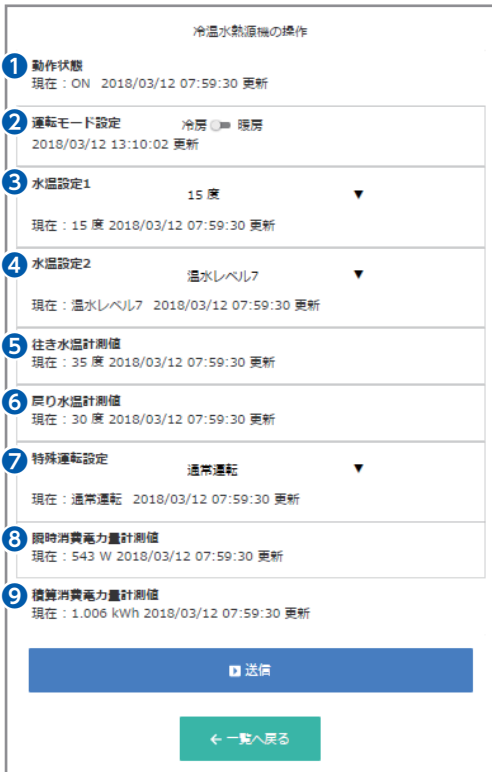 冷温水熱源機の操作
1 動作状態
現在：ON 2018/03/12 07:59:30 更新
2 運転モード設定 冷房 暖房
2018/03/12 13:10:02 更新
3 水温設定1
15 度 ▼
現在：15 度 2018/03/12 07:59:30 更新
4 水温設定2
温水レベル7 ▼
現在：温水レベル7 2018/03/12 07:59:30 更新
5 往き水温計測値
現在：35 度 2018/03/12 07:59:30 更新
6 戻り水温計測値
現在：30 度 2018/03/12 07:59:30 更新
7 特殊運転設定
通常運転 ▼
現在：通常運転 2018/03/12 07:59:30 更新
8 瞬時消費電力量計測値
現在：543 W 2018/03/12 07:59:30 更新
9 積算消費電力量計測値
現在：1.006 kWh 2018/03/12 07:59:30 更新
送信
← 一覧へ戻る